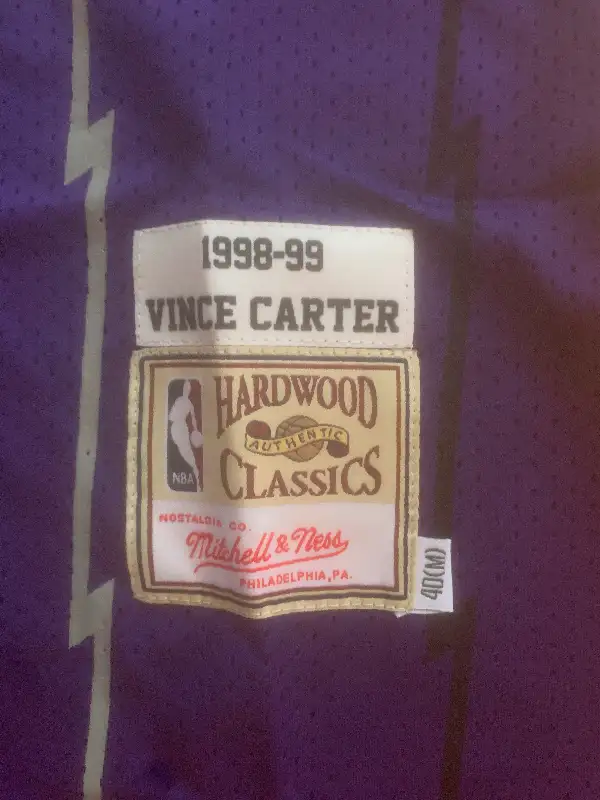 1998-99
VINCE CARTER
HARDWOOD
AUTHENTIC
CLASSICS
NBA
NOSTALGIA CO.
Mitchell & Ness
PHILADELPHIA, PA.
40(M)